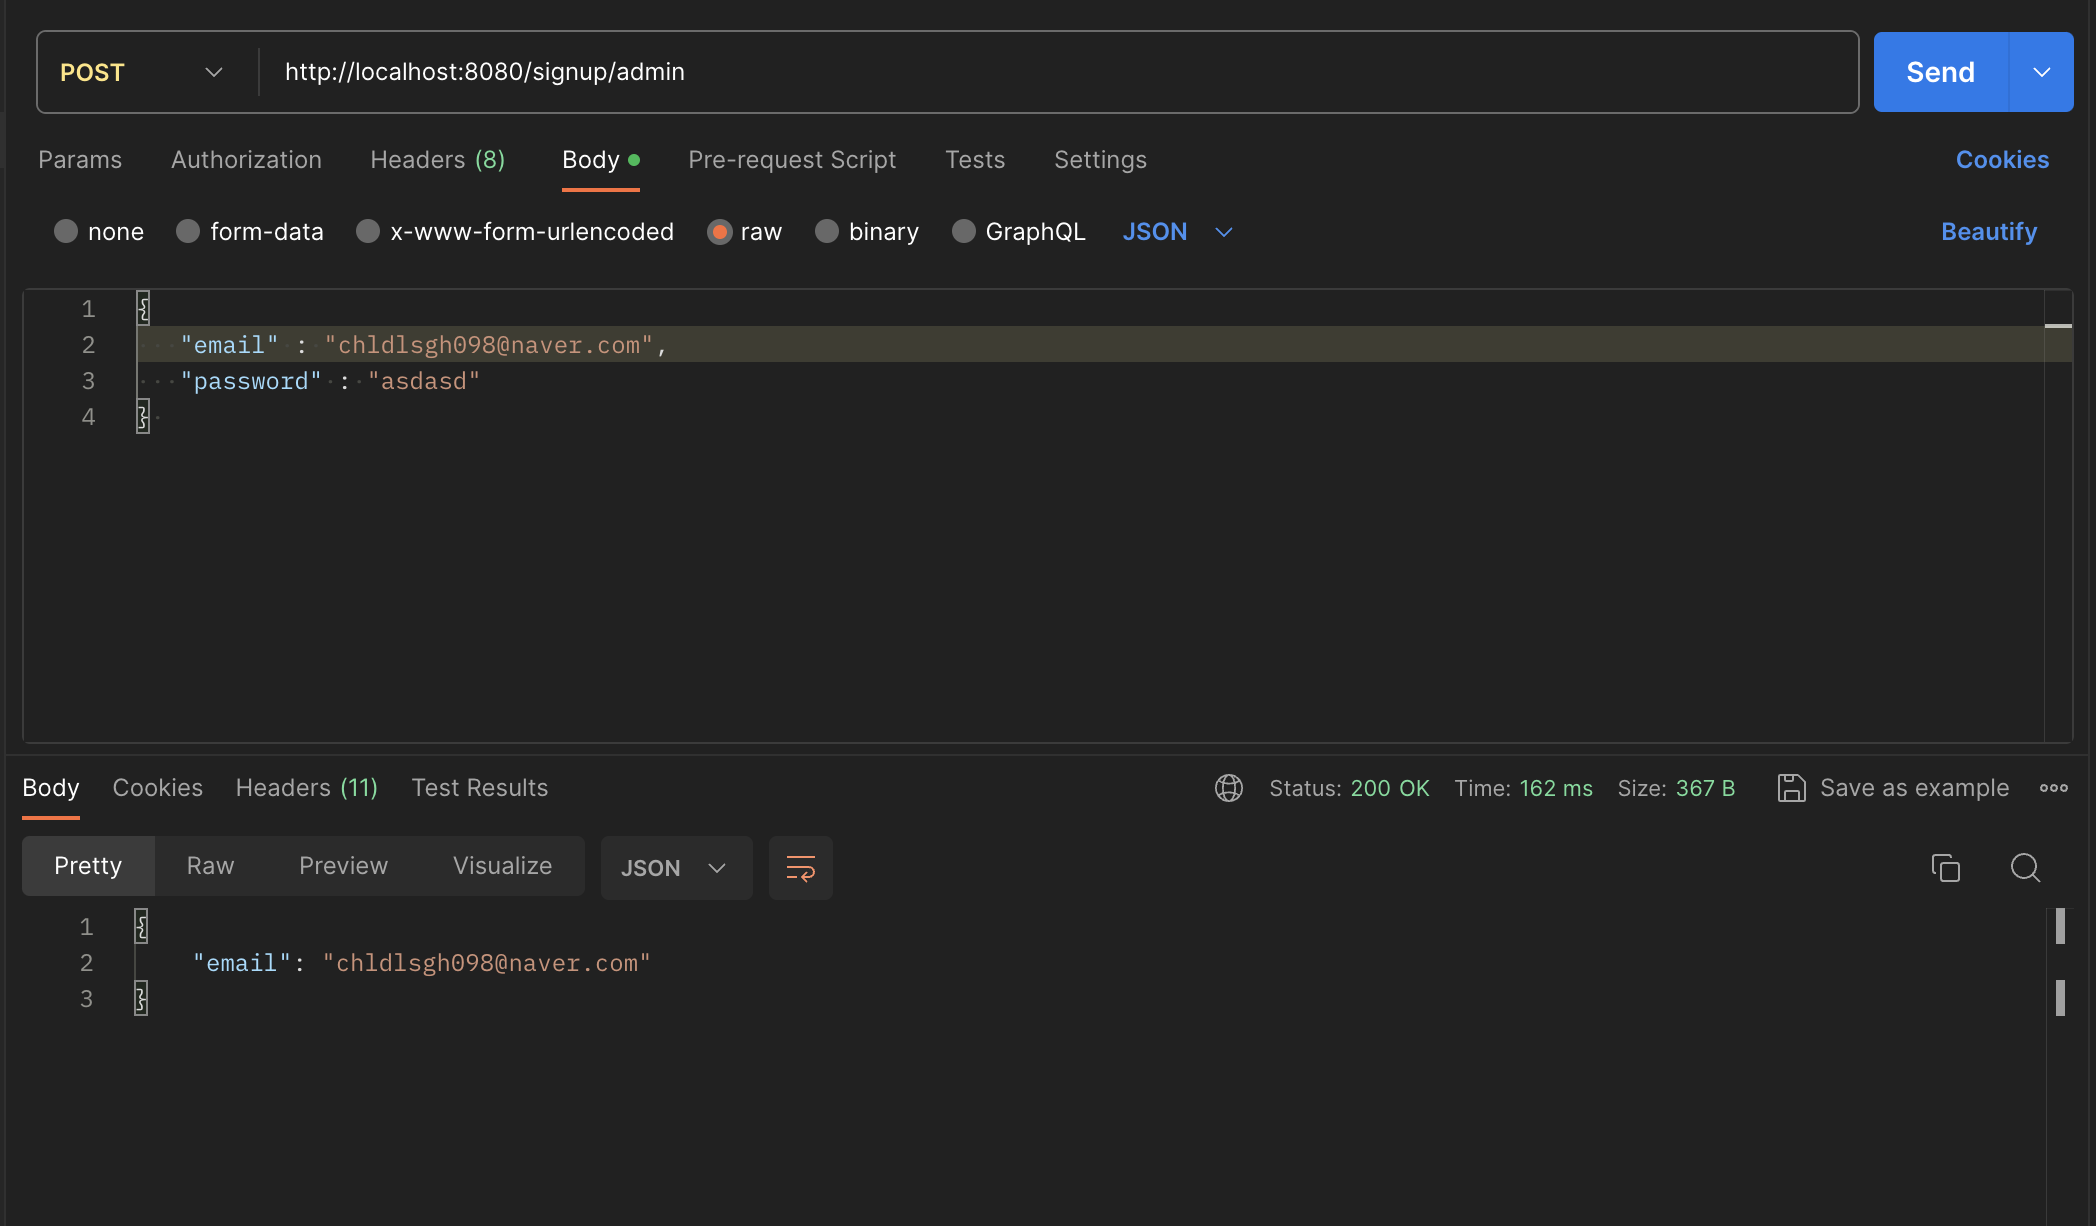 POST http://localhost:8080/signup/admin Send
Params Authorization Headers (8) Body Pre-request Script Tests Settings Cookies
none form-data x-www-form-urlencoded raw binary GraphQL JSON Beautify
1 {
2 "email" : "chldlsgh098@naver.com",
3 "password" : "asdasd"
4 }
Body Cookies Headers (11) Test Results Status: 200 OK Time: 162 ms Size: 367 B Save as example
Pretty Raw Preview Visualize JSON
1 {
2 "email": "chldlsgh098@naver.com"
3 }